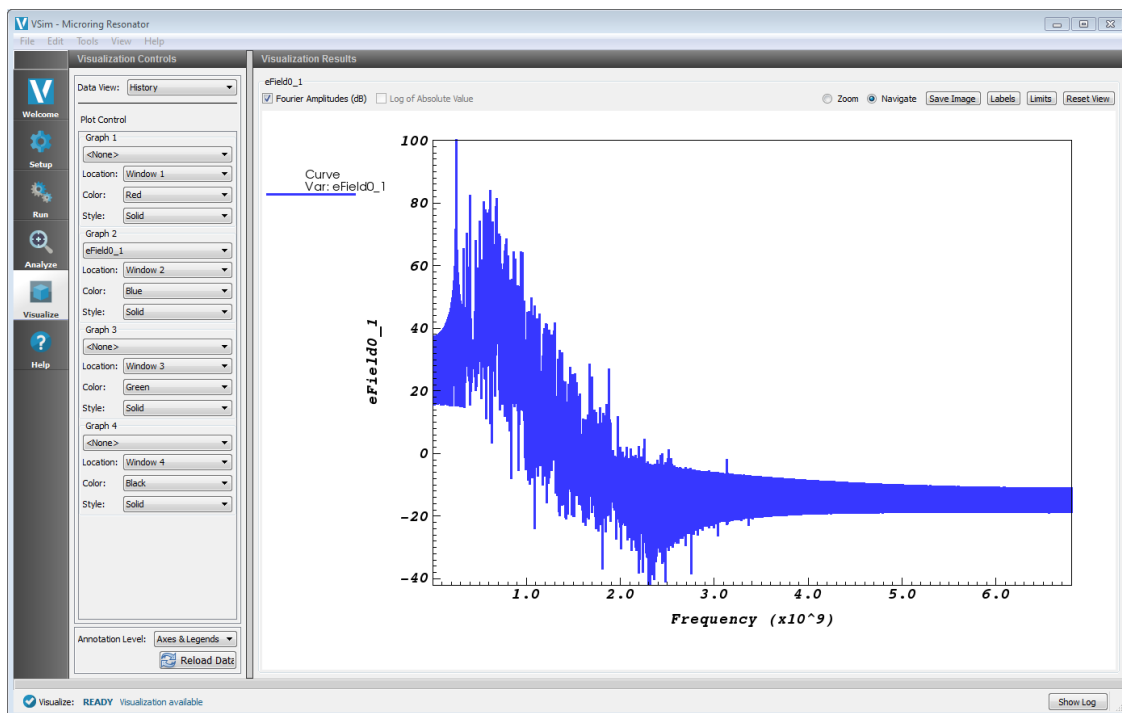 VSim - Microring Resonator
File Edit Tools View Help
Welcome
Setup
Run
Analyze
Visualize
Help
Visualization Controls
Data View: History
Plot Control
Graph 1
<None>
Location: Window 1
Color: Red
Style: Solid
Graph 2
eField0_1
Location: Window 2
Color: Blue
Style: Solid
Graph 3
<None>
Location: Window 3
Color: Green
Style: Solid
Graph 4
<None>
Location: Window 4
Color: Black
Style: Solid
Annotation Level: Axes & Legends
Reload Data
Visualization Results
eField0_1
Fourier Amplitudes (dB) Log of Absolute Value Zoom Navigate Save Image Labels Limits Reset View
Curve
Var: eField0_1
eField0_1
100
80
60
40
20
0
-20
-40
1.0 2.0 3.0 4.0 5.0 6.0
Frequency (x10^9)
Visualize: READY Visualization available Show Log